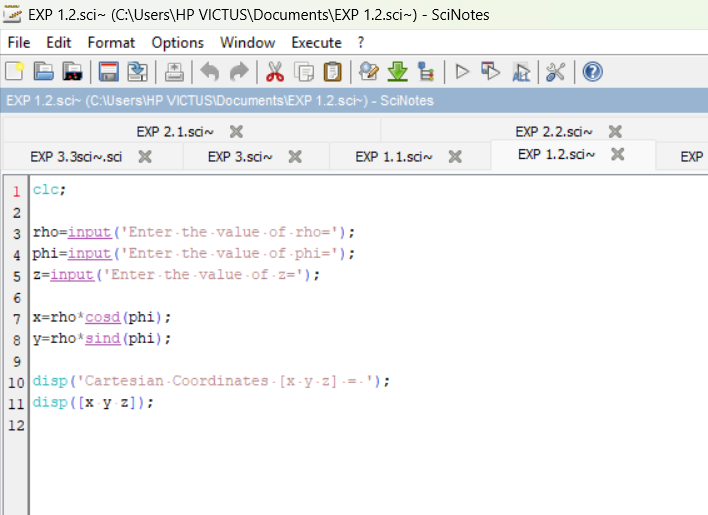 EXP 1.2.sci~ (C:\Users\HP VICTUS\Documents\EXP 1.2.sci~) - SciNotes
File Edit Format Options Window Execute ?
EXP 1.2.sci~ (C:\Users\HP VICTUS\Documents\EXP 1.2.sci~) - SciNotes
EXP 2.1.sci~ EXP 2.2.sci~
EXP 3.3sci~.sci EXP 3.sci~ EXP 1.1.sci~ EXP 1.2.sci~ EXP
1 clc;
2
3 rho=input('Enter the value of rho=');
4 phi=input('Enter the value of phi=');
5 z=input('Enter the value of z=');
6
7 x=rho*cosd(phi);
8 y=rho*sind(phi);
9
10 disp('Cartesian Coordinates [x y z] = ');
11 disp([x y z]);
12